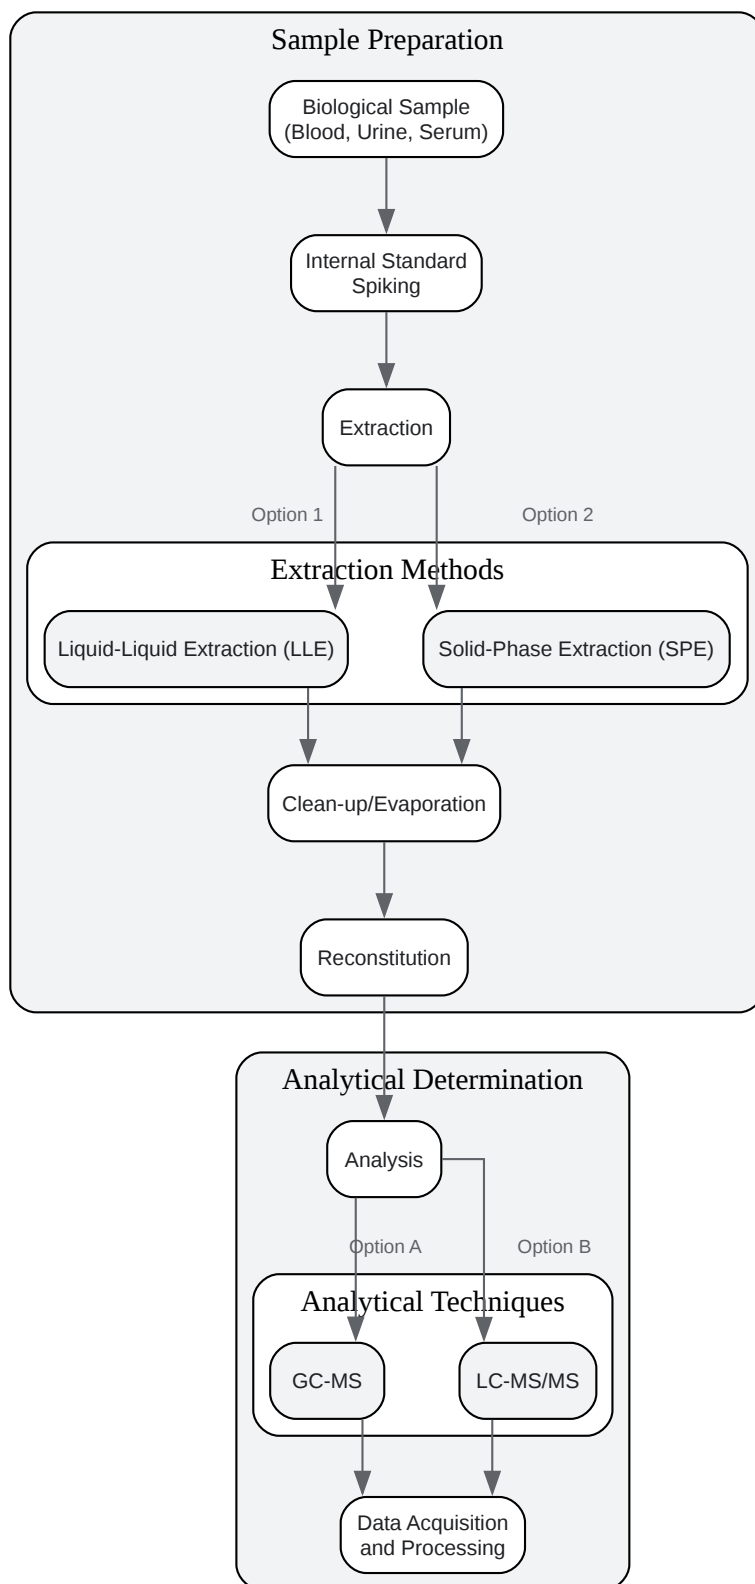 Sample Preparation
Biological Sample
(Blood, Urine, Serum)
Internal Standard
Spiking
Extraction
Option 1
Option 2
Extraction Methods
Liquid-Liquid Extraction (LLE)
Solid-Phase Extraction (SPE)
Clean-up/Evaporation
Reconstitution
Analytical Determination
Analysis
Option A
Option B
Analytical Techniques
GC-MS
LC-MS/MS
Data Acquisition
and Processing